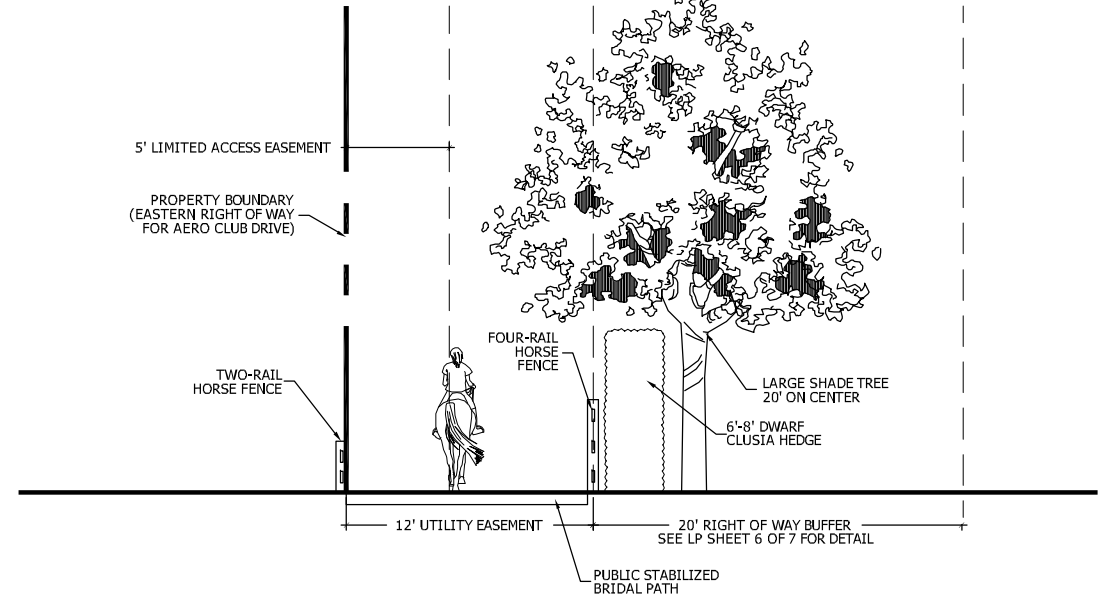 5' LIMITED ACCESS EASEMENT
PROPERTY BOUNDARY
(EASTERN RIGHT OF WAY
FOR AERO CLUB DRIVE)
FOUR-RAIL
HORSE
FENCE
TWO-RAIL
HORSE FENCE
LARGE SHADE TREE
20' ON CENTER
6'-8' DWARF
CLUSIA HEDGE
12' UTILITY EASEMENT
20' RIGHT OF WAY BUFFER
SEE LP SHEET 6 OF 7 FOR DETAIL
PUBLIC STABILIZED
BRIDAL PATH